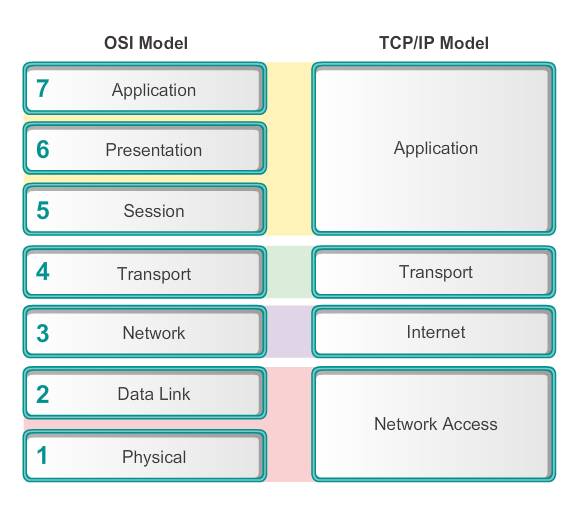 OSI Model
TCP/IP Model
7 Application
6 Presentation
5 Session
Application
4 Transport
Transport
3 Network
Internet
2 Data Link
1 Physical
Network Access